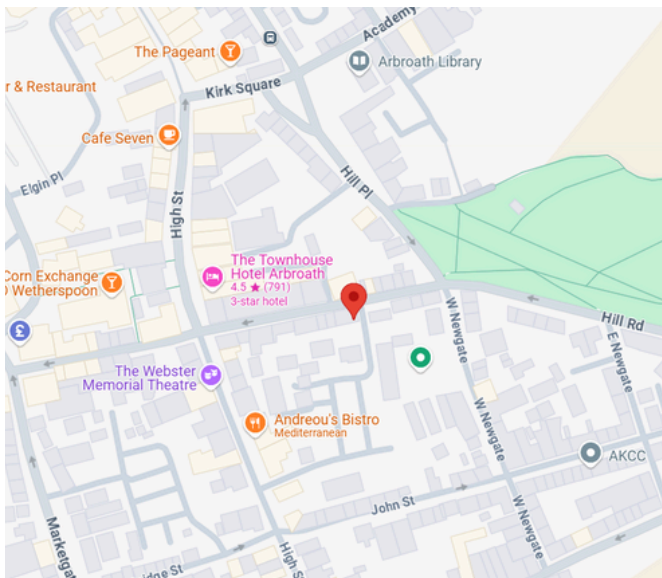 The Pageant
Academy
Arbroath Library
r & Restaurant
Kirk Square
Cafe Seven
Elgin Pl
Hill Pl
High St
The Townhouse
Hotel Arbroath
4.5 ★ (791)
3-star hotel
Corn Exchange
Wetherspoon
W Newgate
Hill Rd
E Newgate
The Webster
Memorial Theatre
W Newgate
Andreou's Bistro
Mediterranean
AKCC
John St
W Newgate
Marketga
High S
dge St
£